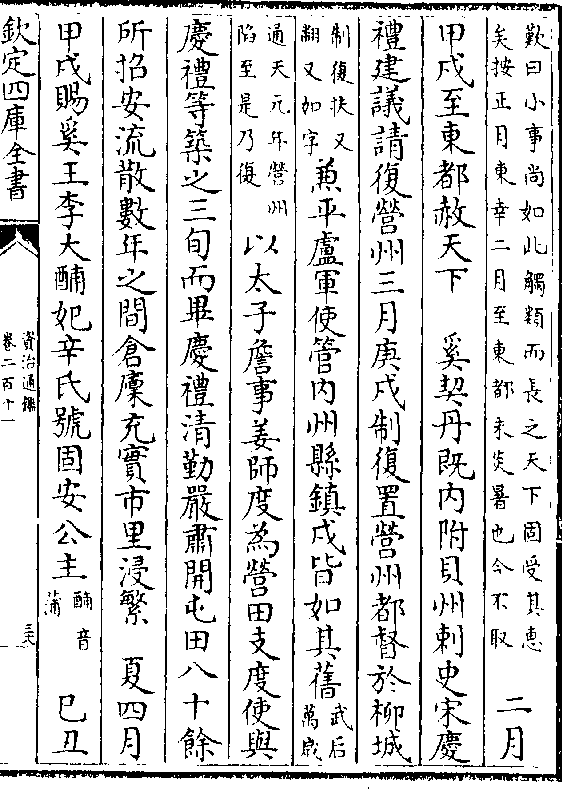 歎曰小事尚如此觸類而長之天下固受其惠
矣按正月東幸二月至東都未炎暑也今不取
二月
甲戌至東都赦天下　奚契丹既内附貝州刺史宋慶
禮建議請復營州三月庚戌制復置營州都督於柳城
制復扶又
翻又如字
兼平盧軍使管内州縣鎮戍皆如其舊
武后
萬歲
通天元年營州
陷至是乃復
以太子詹事姜師度為營田支度使與
慶禮等築之三旬而畢慶禮清勤嚴肅開屯田八十餘
所招安流散數年之間倉廩充實市里浸繁　夏四月
甲戌賜奚王李大酺妃辛氏號固安公主
酺音
蒲
己丑
欽定四庫全書
資治通鑑
卷二百十一